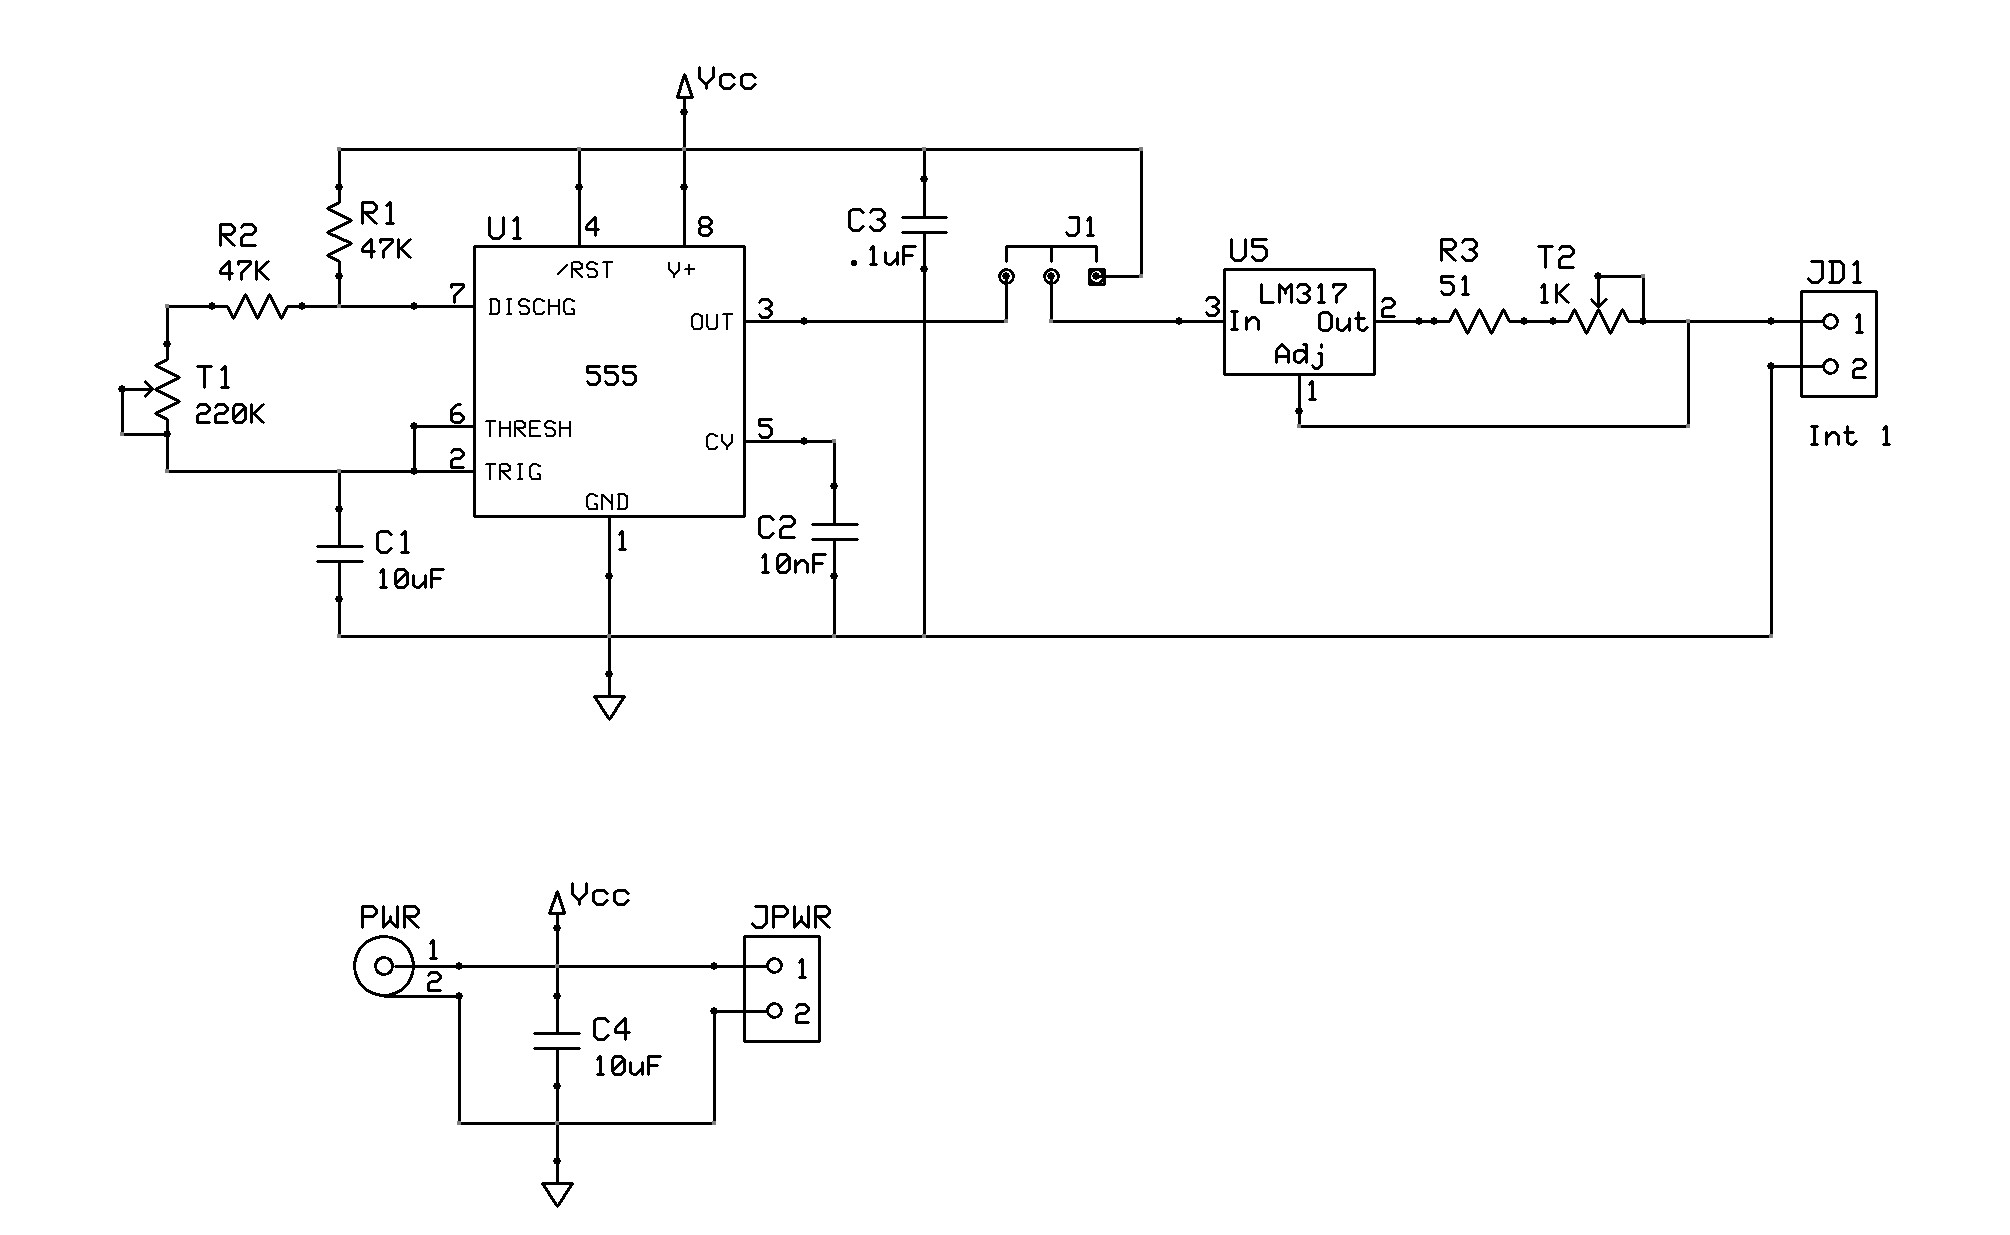 Vcc
R1
47K
R2
47K
U1
4
8
/RST
V+
7
DISCHG
OUT
3
555
T1
220K
6
THRESH
CV
5
2
TRIG
GND
1
C1
10uF
C2
10nF
C3
.1uF
J1
U5
LM317
3
In
Out
2
Adj
1
R3
51
T2
1K
JD1
1
2
Int 1
Vcc
PWR
1
2
C4
10uF
JPWR
1
2